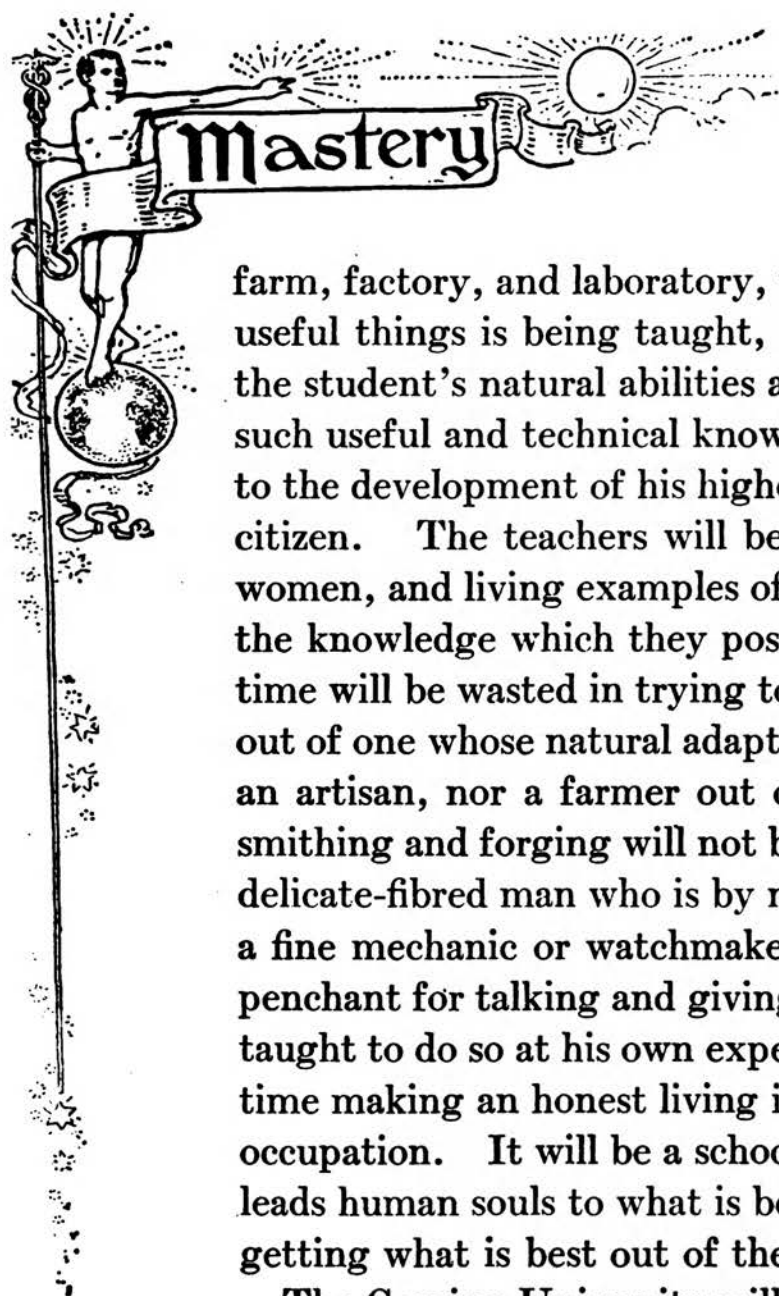 Mastery
farm, factory, and laboratory,
useful things is being taught,
the student's natural abilities a
such useful and technical know
to the development of his highe
citizen. The teachers will be
women, and living examples of
the knowledge which they pos
time will be wasted in trying to
out of one whose natural adapt
an artisan, nor a farmer out
smithing and forging will not b
delicate-fibred man who is by
a fine mechanic or watchmake
penchant for talking and giving
taught to do so at his own expe
time making an honest living i
occupation. It will be a schoo
leads human souls to what is be
getting what is best out of the